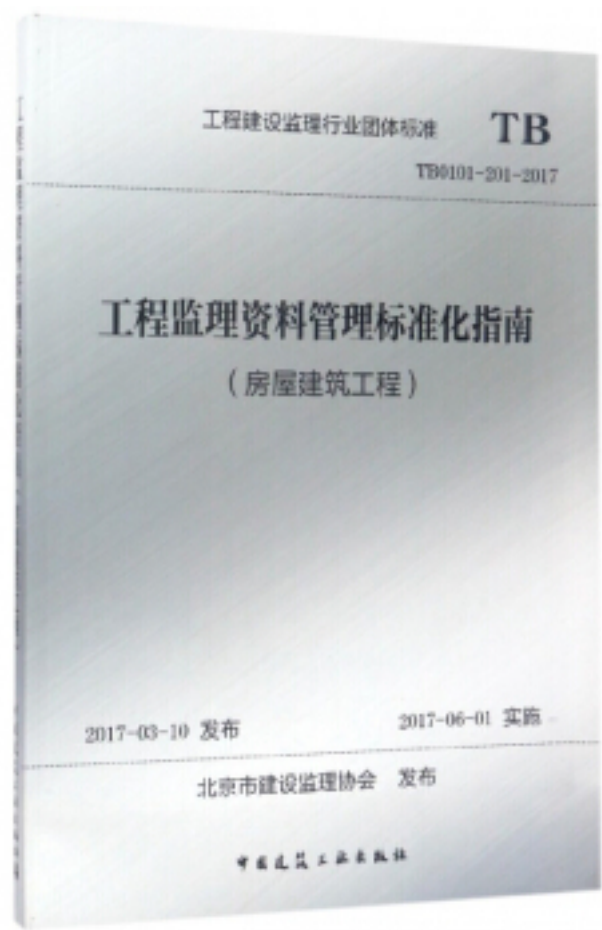 工程建设监理行业团体标准 TB
TB0101-201-2017
工程监理资料管理标准化指南
（房屋建筑工程）
2017-03-10 发布 2017-06-01 实施
北京市建设监理协会 发布
中国建筑工业出版社